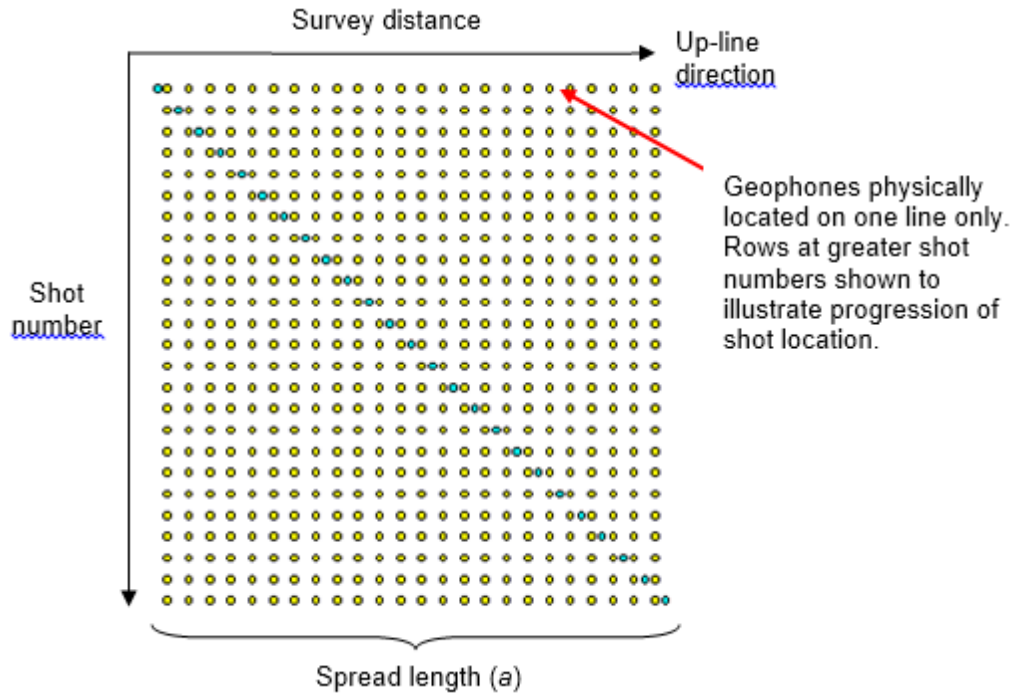 Survey distance
Up-line
direction
Geophones physically
located on one line only.
Rows at greater shot
numbers shown to
illustrate progression of
shot location.
Shot
number
Spread length (a)